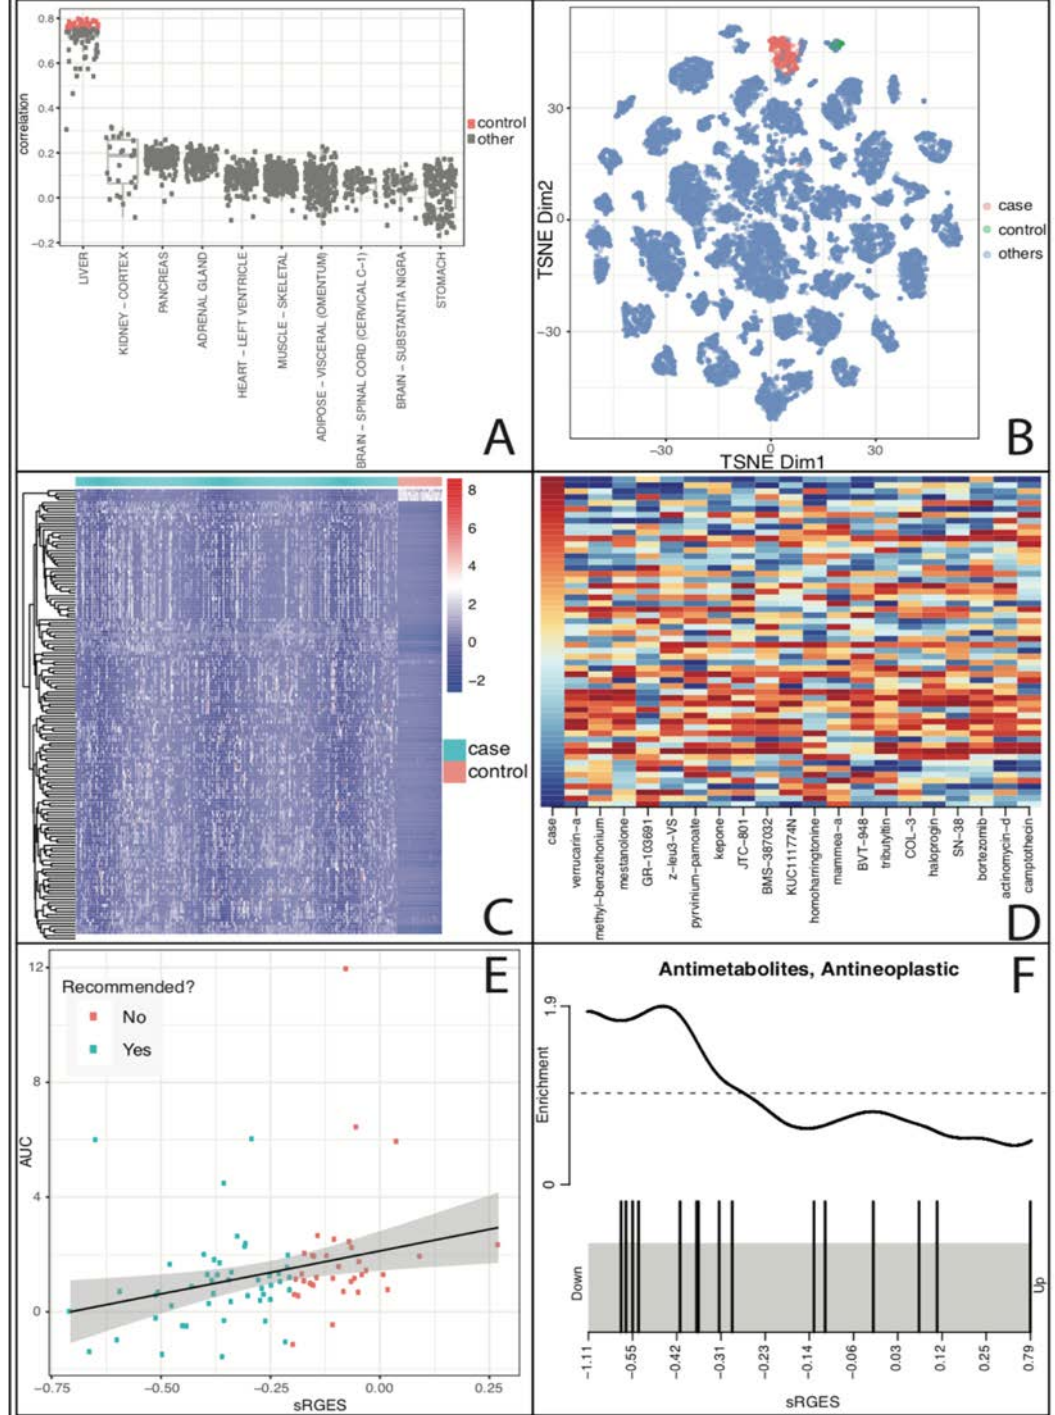 0.8
0.6
0.4
0.2
0.0
−0.2
correlation
control
other
LIVER
KIDNEY − CORTEX
PANCREAS
ADRENAL GLAND
HEART − LEFT VENTRICLE
MUSCLE − SKELETAL
ADIPOSE − VISCERAL (OMENTUM)
BRAIN − SPINAL CORD (CERVICAL C−1)
BRAIN − SUBSTANTIA NIGRA
STOMACH
A
30
0
−30
TSNE Dim2
case
control
others
−30
0
30
TSNE Dim1
B
8
6
4
2
0
−2
case
control
C
case
verrucarin−a
methyl−benzethonium
mestanolone
GR−103691
z−leu3−VS
pyrvinium−pamoate
kepone
JTC−801
BMS−387032
KUC111774N
homoharringtonine
mammea−a
BVT−948
tributyltin
COL−3
haloprogin
SN−38
bortezomib
actinomycin−d
camptothecin
D
12
8
4
0
AUC
Recommended?
No
Yes
E
−0.75
−0.50
−0.25
0.00
0.25
sRGES
Antimetabolites, Antineoplastic
F
1.9
0
Enrichment
Down
Up
−1.11
−0.55
−0.42
−0.31
−0.23
−0.14
−0.06
0.03
0.12
0.25
0.79
sRGES